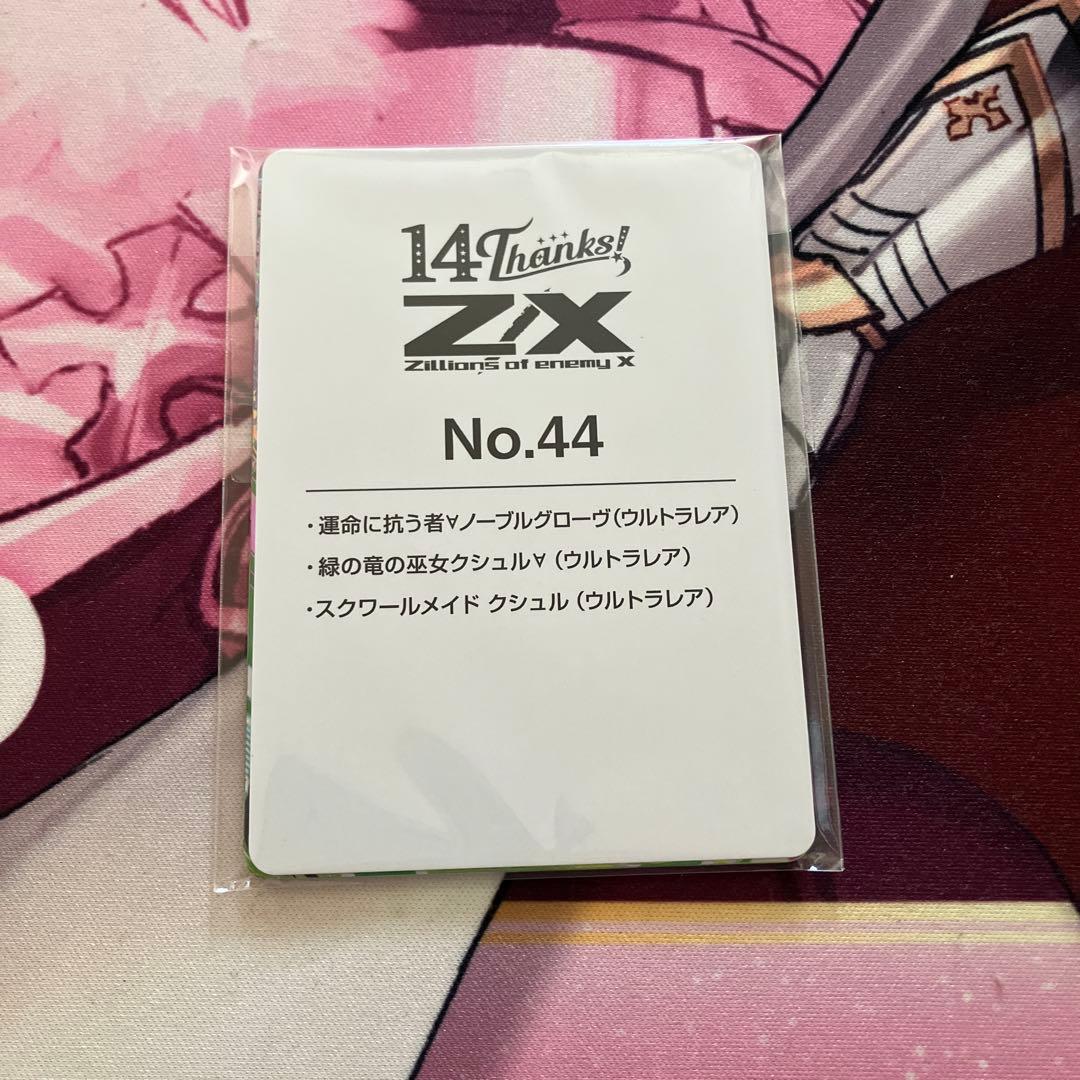 14 Thanks!
Z/X
Zillions of enemy X
No.44
・運命に抗う者∀ノーブルグローヴ(ウルトラレア)
・緑の竜の巫女クシュル∀ (ウルトラレア)
・スクワールメイド クシュル (ウルトラレア)